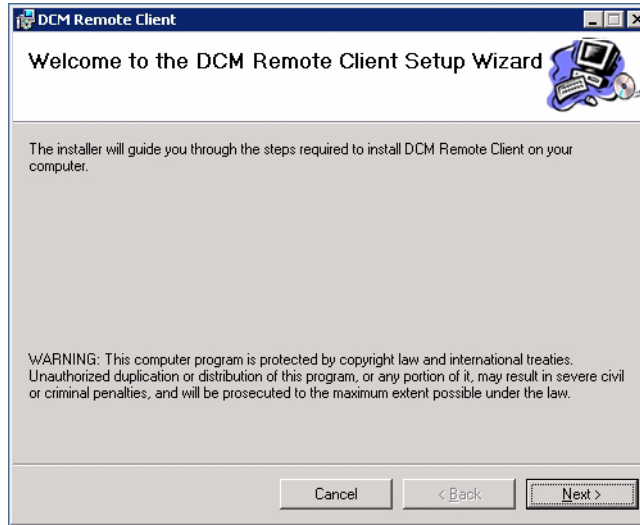 DCM Remote Client
Welcome to the DCM Remote Client Setup Wizard
The installer will guide you through the steps required to install DCM Remote Client on your
computer.
WARNING: This computer program is protected by copyright law and international treaties.
Unauthorized duplication or distribution of this program, or any portion of it, may result in severe civil
or criminal penalties, and will be prosecuted to the maximum extent possible under the law.
Cancel < Back Next >